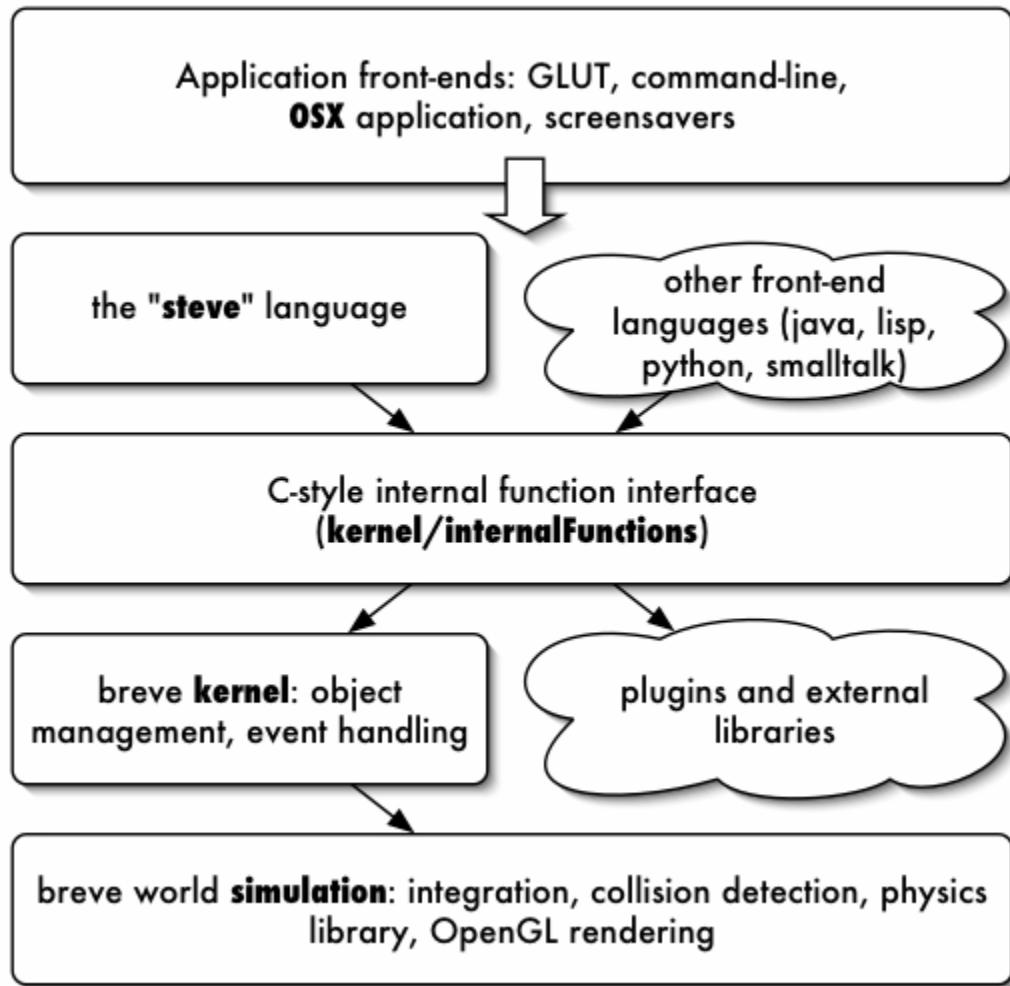 Application front-ends: GLUT, command-line,
OSX application, screensavers
the "steve" language
other front-end
languages (java, lisp,
python, smalltalk)
C-style internal function interface
(kernel/internalFunctions)
breve kernel: object
management, event handling
plugins and external
libraries
breve world simulation: integration, collision detection, physics
library, OpenGL rendering